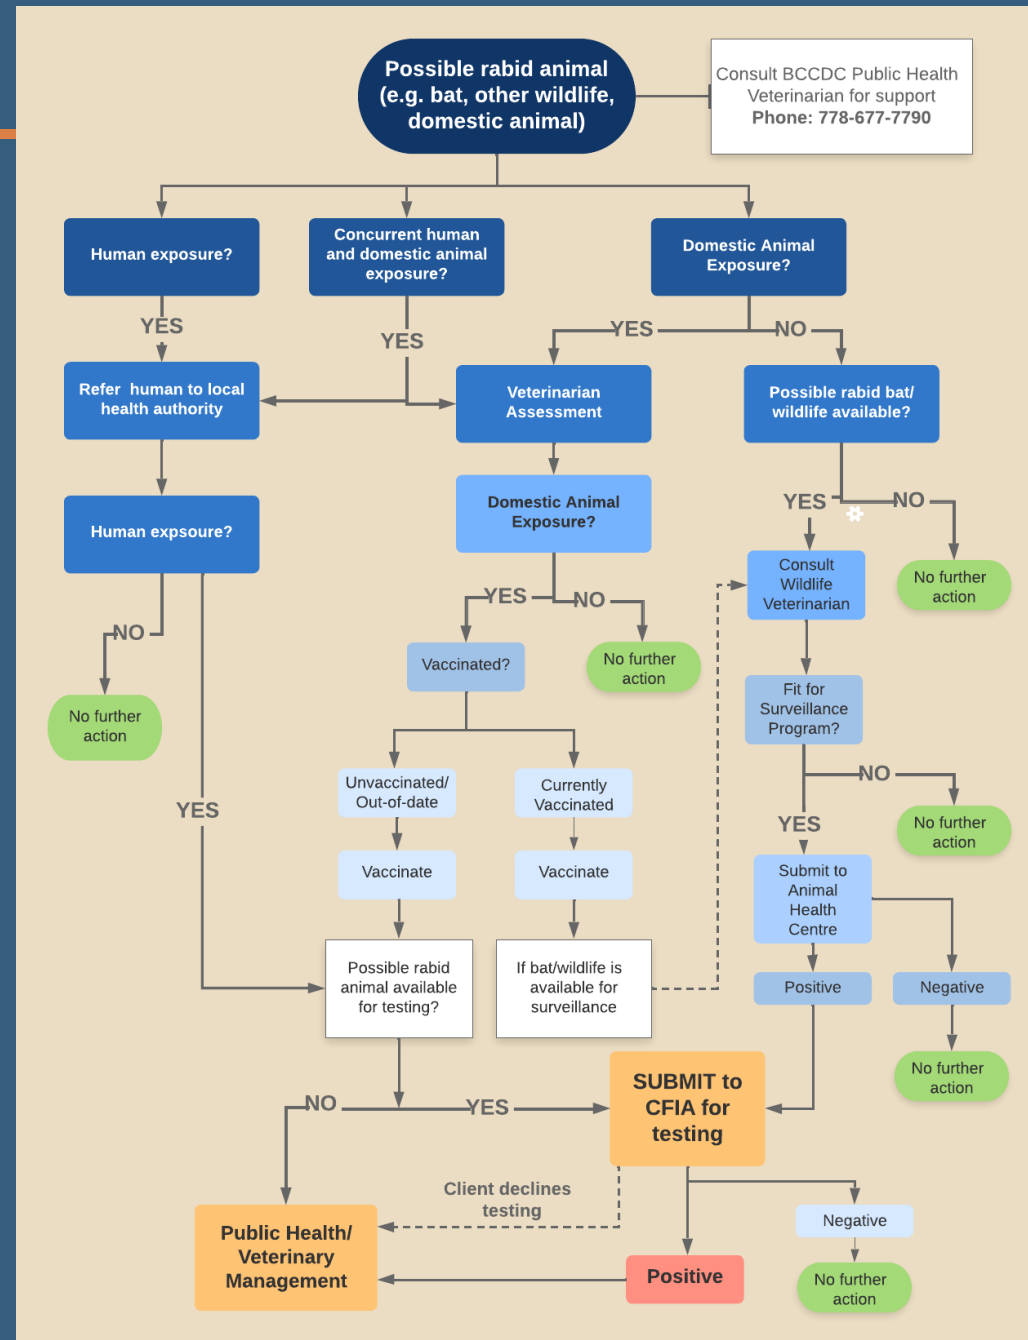 Possible rabid animal
(e.g. bat, other wildlife,
domestic animal)
Consult BCCDC Public Health
Veterinarian for support
Phone: 778-677-7790
Human exposure?
Concurrent human
and domestic animal
exposure?
Domestic Animal
Exposure?
YES
YES
YES
NO
Refer human to local
health authority
Veterinarian
Assessment
Possible rabid bat/
wildlife available?
Human expsoure?
Domestic Animal
Exposure?
YES
NO
Consult
Wildlife
Veterinarian
No further
action
YES
NO
NO
Vaccinated?
No further
action
No further
action
Fit for
Surveillance
Program?
YES
Unvaccinated/
Out-of-date
Currently
Vaccinated
NO
YES
No further
action
Vaccinate
Vaccinate
Submit to
Animal
Health
Centre
Possible rabid
animal available
for testing?
If bat/wildlife is
available for
surveillance
Positive
Negative
No further
action
NO
YES
SUBMIT to
CFIA for
testing
Client declines
testing
Public Health/
Veterinary
Management
Positive
Negative
No further
action